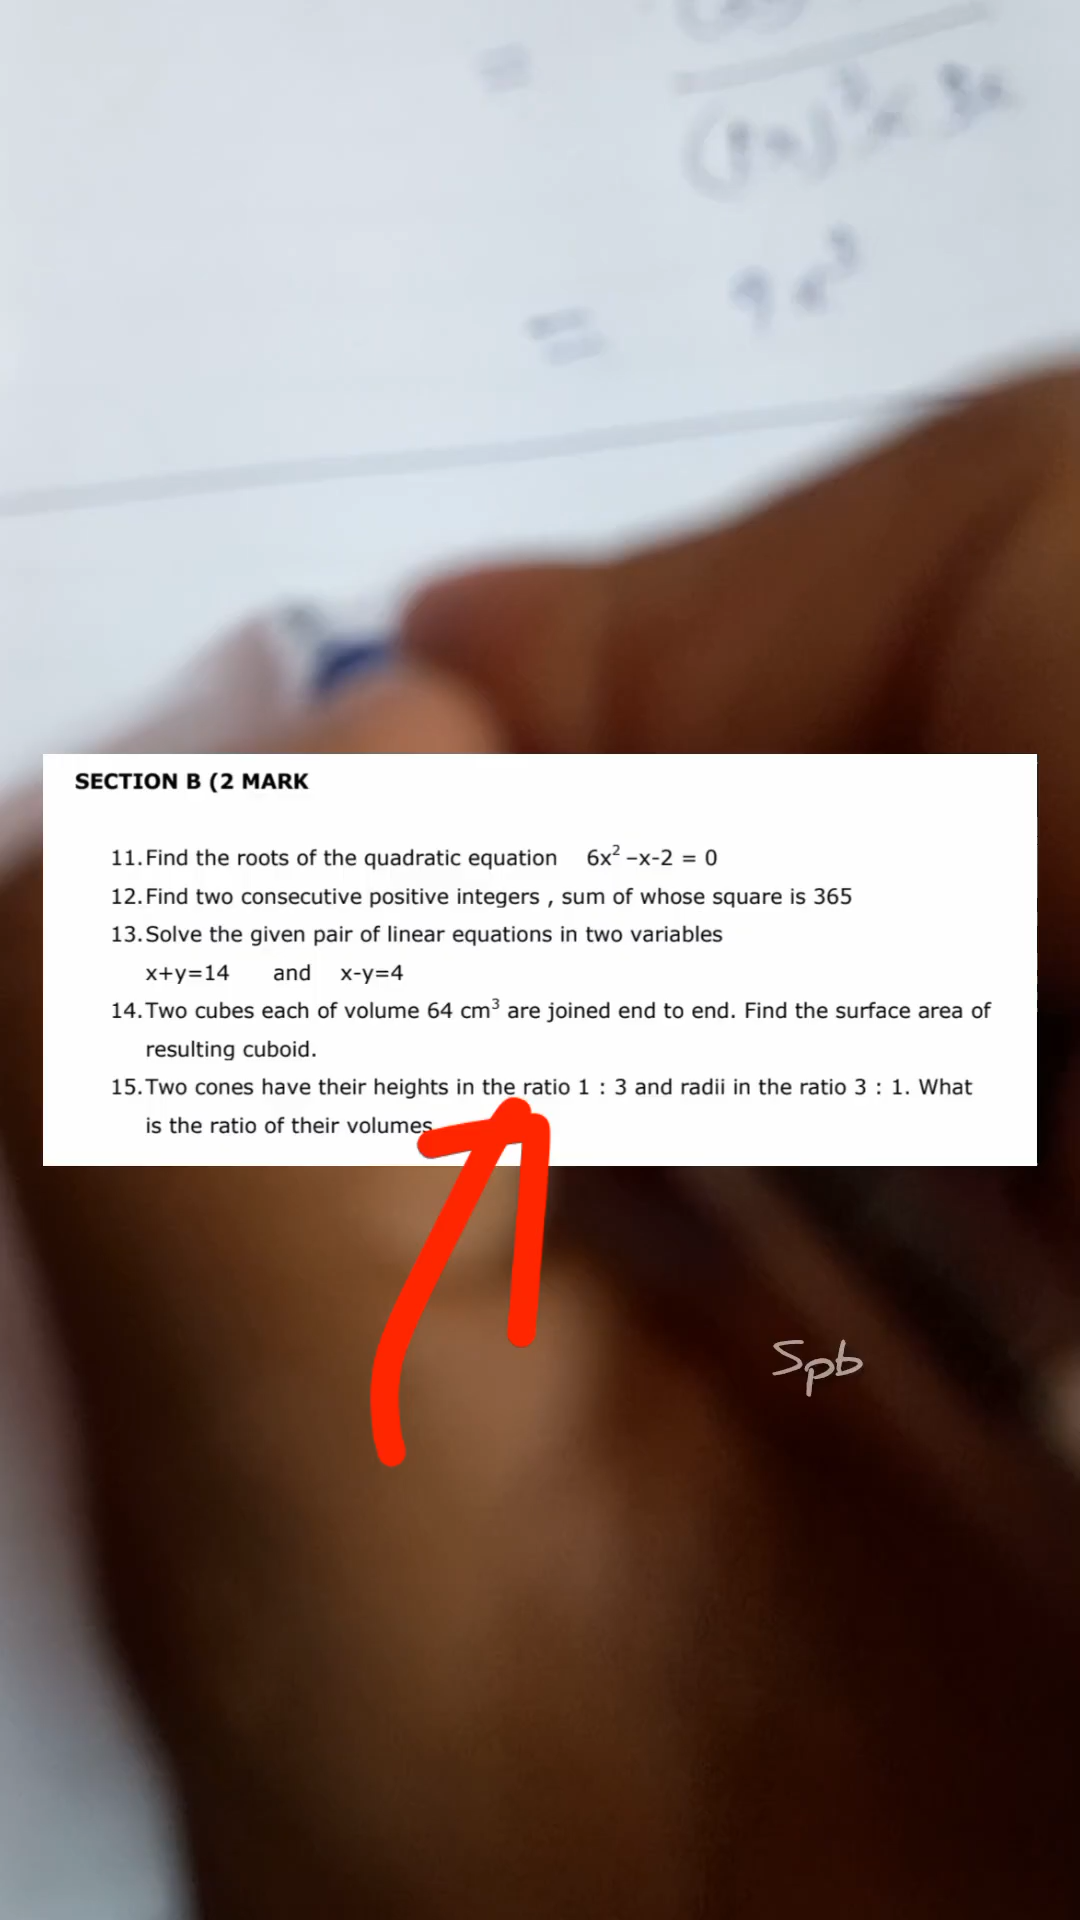 =
=
SECTION B (2 MARK
11. Find the roots of the quadratic equation 6x² –x-2 = 0
12. Find two consecutive positive integers , sum of whose square is 365
13. Solve the given pair of linear equations in two variables
x+y=14 and x-y=4
14. Two cubes each of volume 64 cm³ are joined end to end. Find the surface area of
resulting cuboid.
15. Two cones have their heights in the ratio 1 : 3 and radii in the ratio 3 : 1. What
is the ratio of their volumes
Spb